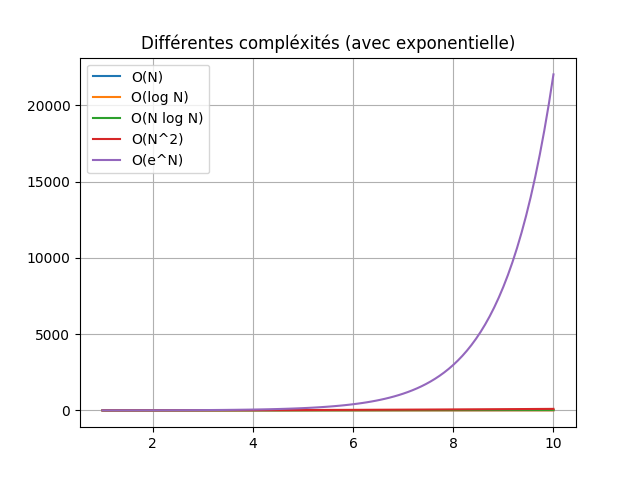 Différentes compléxités (avec exponentielle)
O(N)
O(log N)
O(N log N)
O(N^2)
O(e^N)
20000
15000
10000
5000
0
2 4 6 8 10